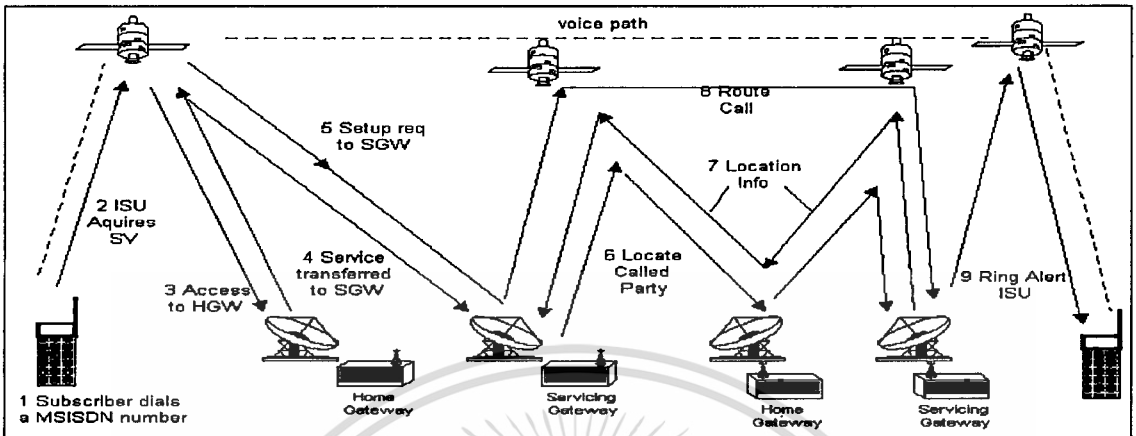 voice path
8 Route
Call
5 Setup req
to SGW
7 Location
Info
2 ISU
Aquires
SV
4 Service
transferred
to SGW
6 Locate
Called
Party
3 Access
to HGW
9 Ring Alert
ISU
1 Subscriber dials
a MSISDN number
Home
Gateway
Servicing
Gateway
Home
Gateway
Servicing
Gateway